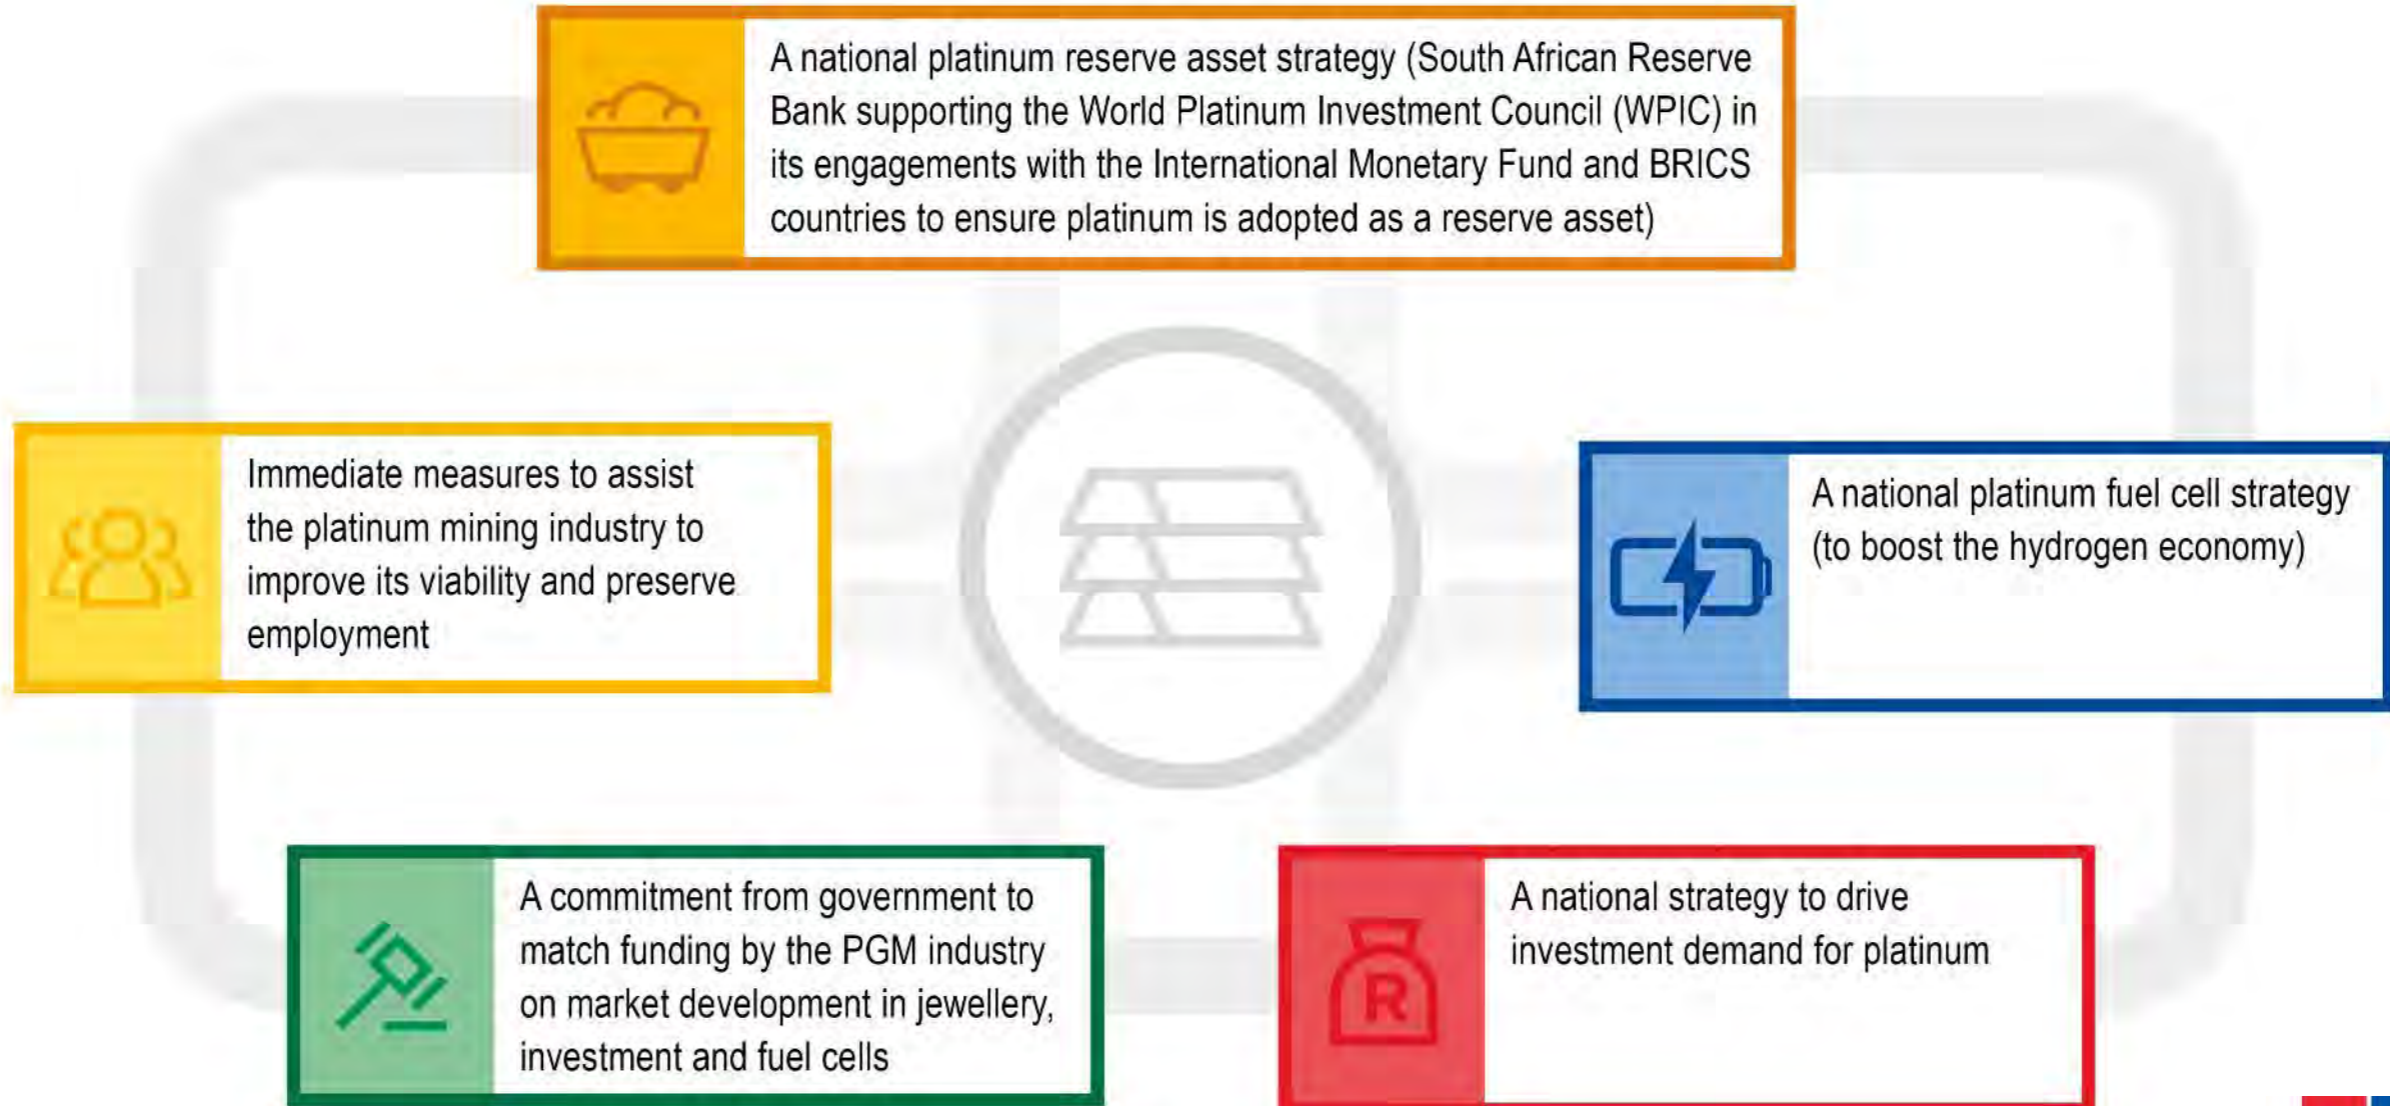 A national platinum reserve asset strategy (South African Reserve
Bank supporting the World Platinum Investment Council (WPIC) in
its engagements with the International Monetary Fund and BRICS
countries to ensure platinum is adopted as a reserve asset)
Immediate measures to assist
the platinum mining industry to
improve its viability and preserve
employment
A national platinum fuel cell strategy
(to boost the hydrogen economy)
A commitment from government to
match funding by the PGM industry
on market development in jewellery,
investment and fuel cells
R
A national strategy to drive
investment demand for platinum